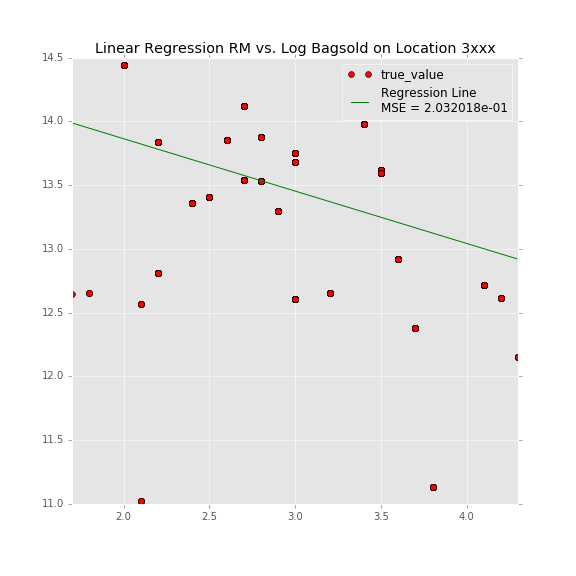 Linear Regression RM vs. Log Bagsold on Location 3xxx
true_value
Regression Line
MSE = 2.032018e-01
14.5
14.0
13.5
13.0
12.5
12.0
11.5
11.0
2.0 2.5 3.0 3.5 4.0